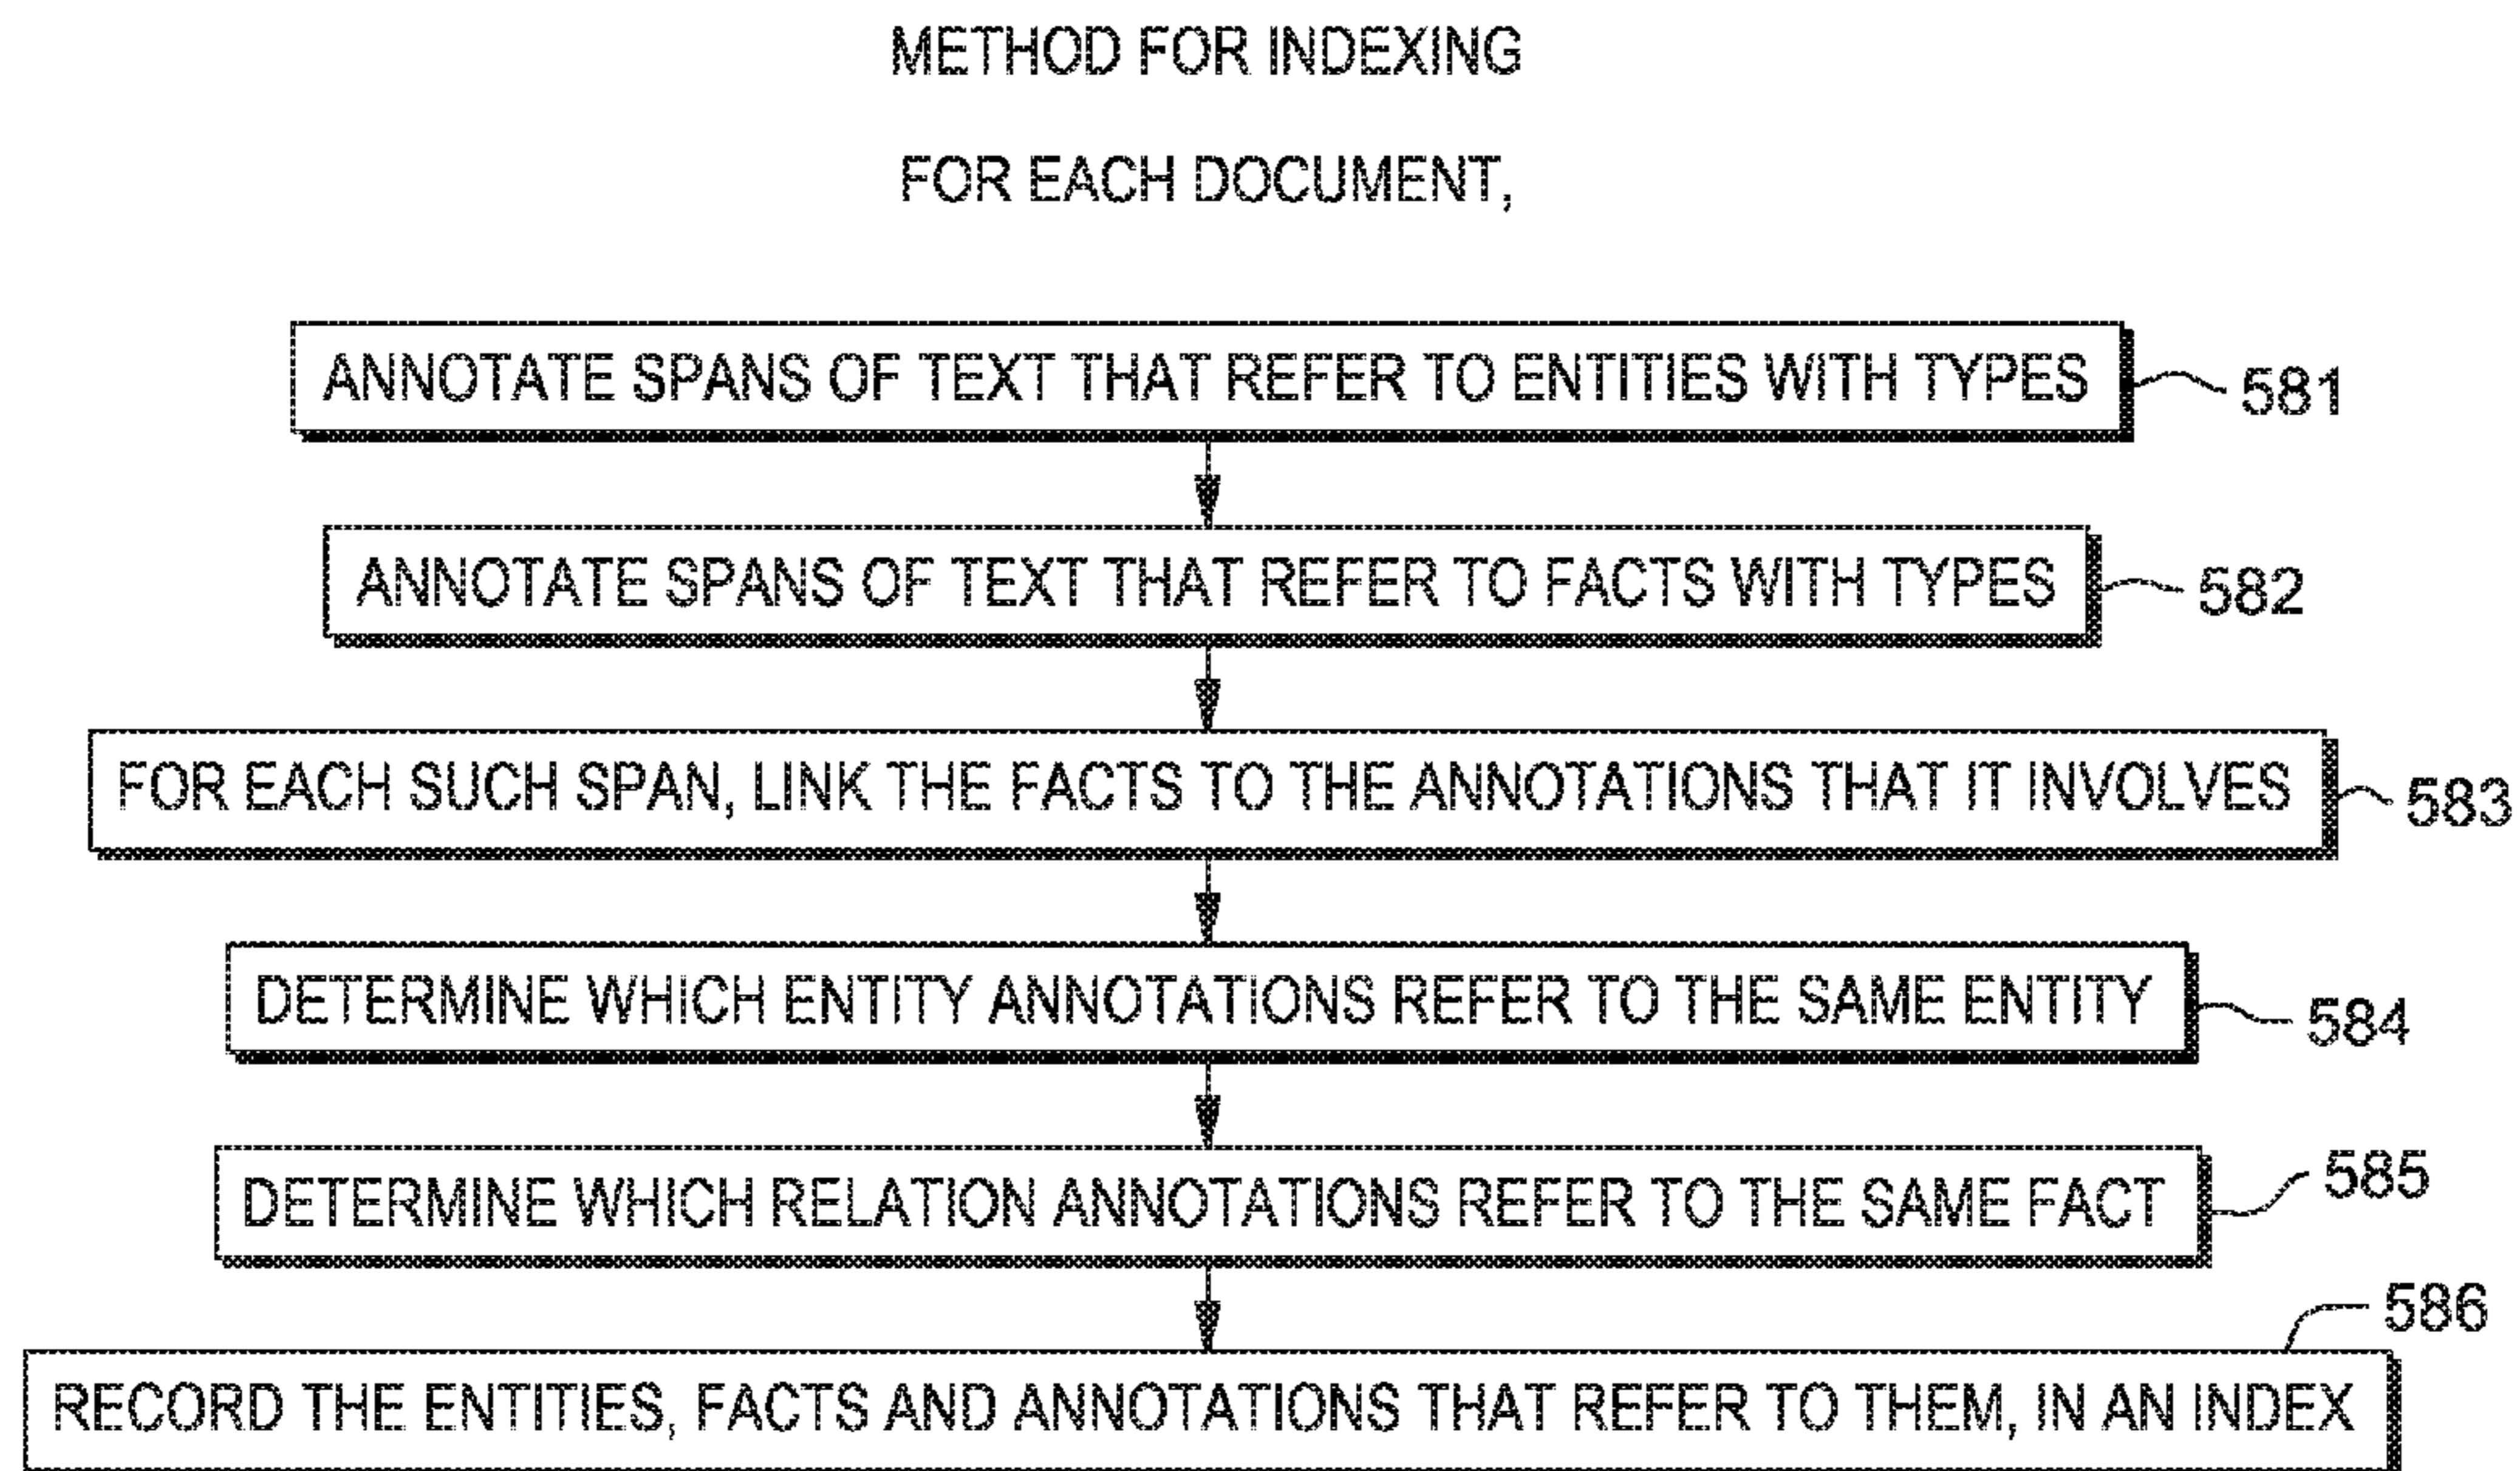 METHOD FOR INDEXING
FOR EACH DOCUMENT,
ANNOTATE SPANS OF TEXT THAT REFER TO ENTITIES WITH TYPES
581
ANNOTATE SPANS OF TEXT THAT REFER TO FACTS WITH TYPES
582
FOR EACH SUCH SPAN, LINK THE FACTS TO THE ANNOTATIONS THAT IT INVOLVES
583
DETERMINE WHICH ENTITY ANNOTATIONS REFER TO THE SAME ENTITY
584
DETERMINE WHICH RELATION ANNOTATIONS REFER TO THE SAME FACT
585
586
RECORD THE ENTITIES, FACTS AND ANNOTATIONS THAT REFER TO THEM, IN AN INDEX